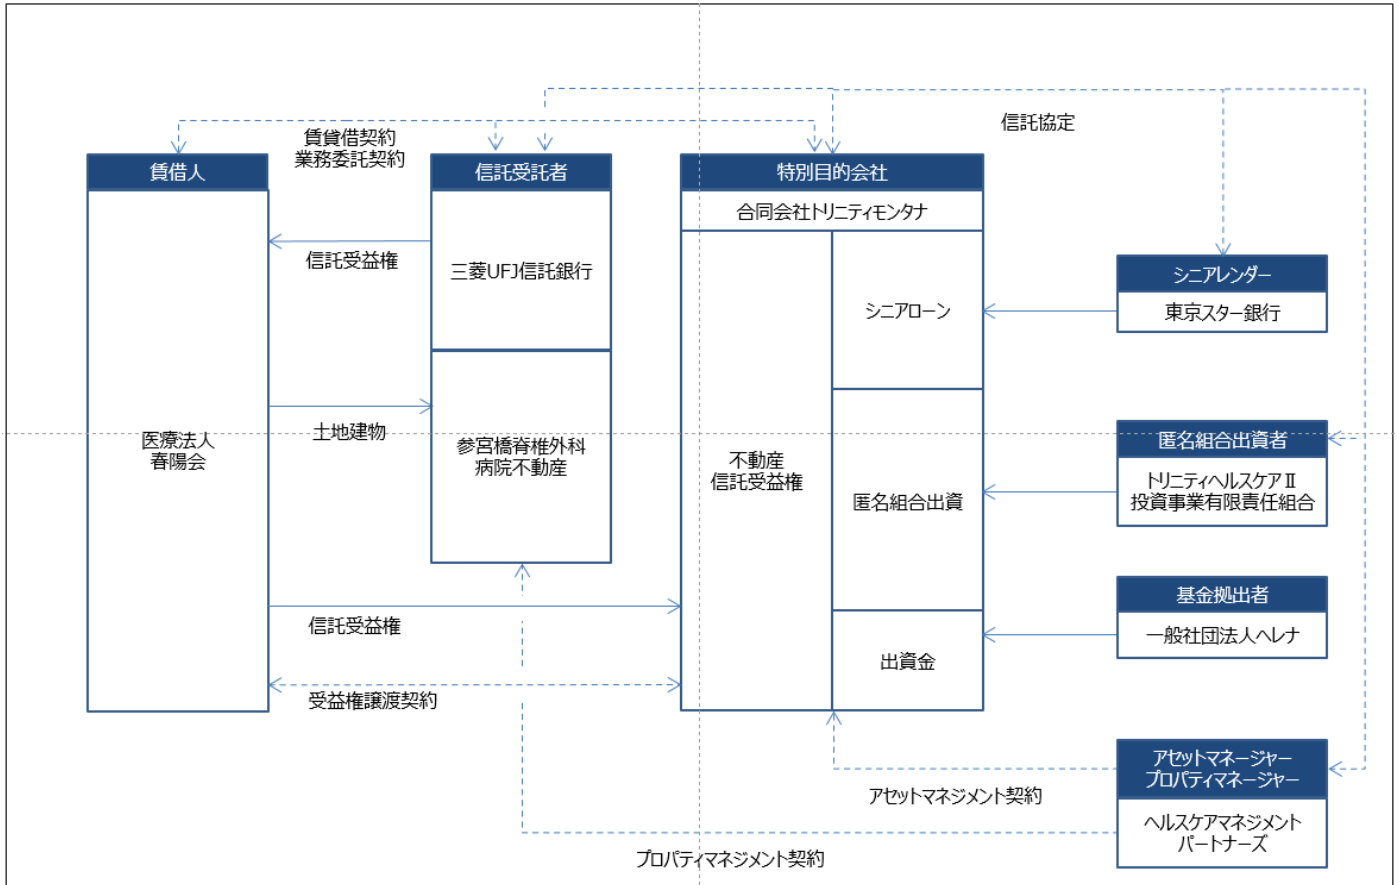 信託協定
賃貸借契約
業務委託契約
賃借人
信託受託者
特別目的会社
合同会社トリニティモンタナ
信託受益権
三菱UFJ信託銀行
シニアローン
シニアレンダー
東京スター銀行
土地建物
医療法人
春陽会
参宮橋脊椎外科
病院不動産
不動産
信託受益権
匿名組合出資
匿名組合出資者
トリニティヘルスケアⅡ
投資事業有限責任組合
基金拠出者
一般社団法人ヘレナ
信託受益権
出資金
受益権譲渡契約
アセットマネージャー
プロパティマネージャー
アセットマネジメント契約
ヘルスケアマネジメント
パートナーズ
プロパティマネジメント契約